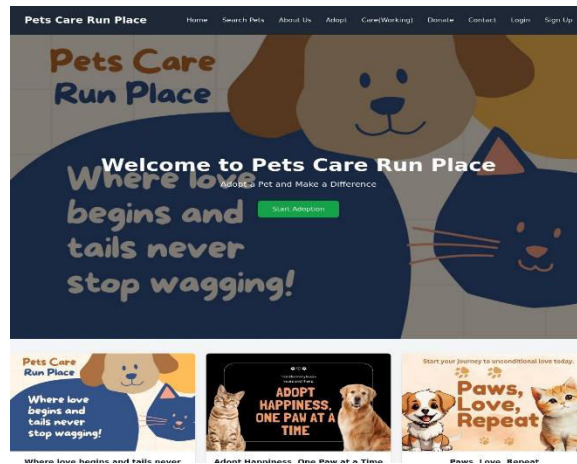 Pets Care Run Place
Home Search Pets About Us Adopt Care(Working) Donate Contact Login Sign Up
Pets Care
Run Place
Welcome to Pets Care Run Place
Adopt a Pet and Make a Difference
Start Adoption
Where love
begins and
tails never
stop wagging!
Pets Care
Run Place
Where love
begins and
tails never
stop wagging!
ADOPT
HAPPINESS,
ONE PAW AT A
TIME
Start your journey to unconditional love today.
Paws,
Love,
Repeat
Where love begins and tails never
Adopt Happiness, One Paw at a Time
Paws, Love, Repeat